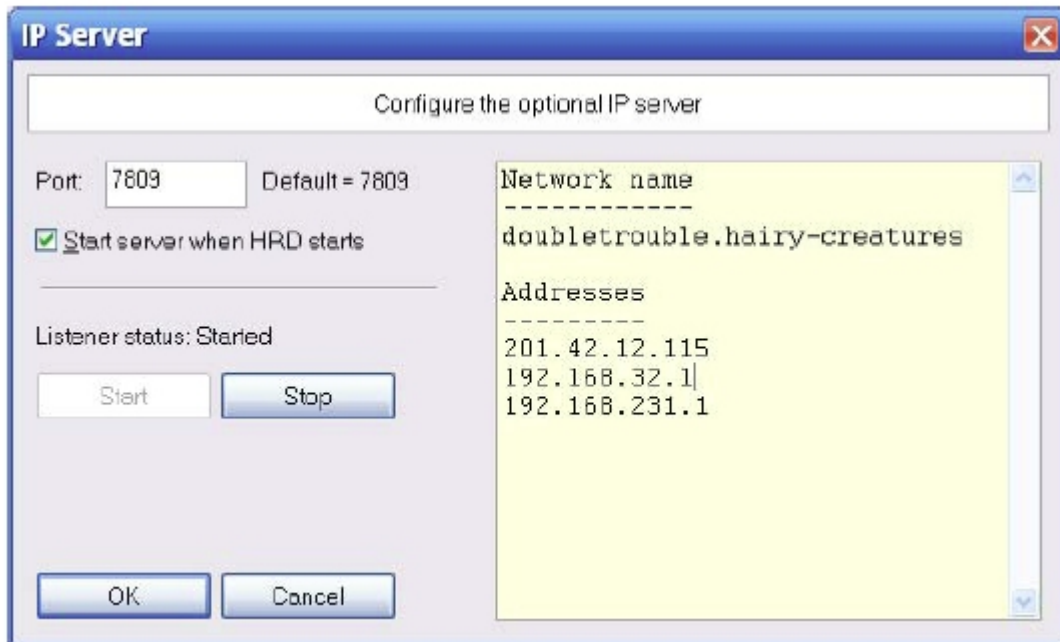 IP Server
Configure the optional IP server
Port: 7809 Default = 7809
Start server when HRD starts
Listener status: Started
Start Stop
OK Cancel
Network name
------------
doubletrouble.hairy-creatures
Addresses
---------
201.42.12.115
192.168.32.1
192.168.231.1